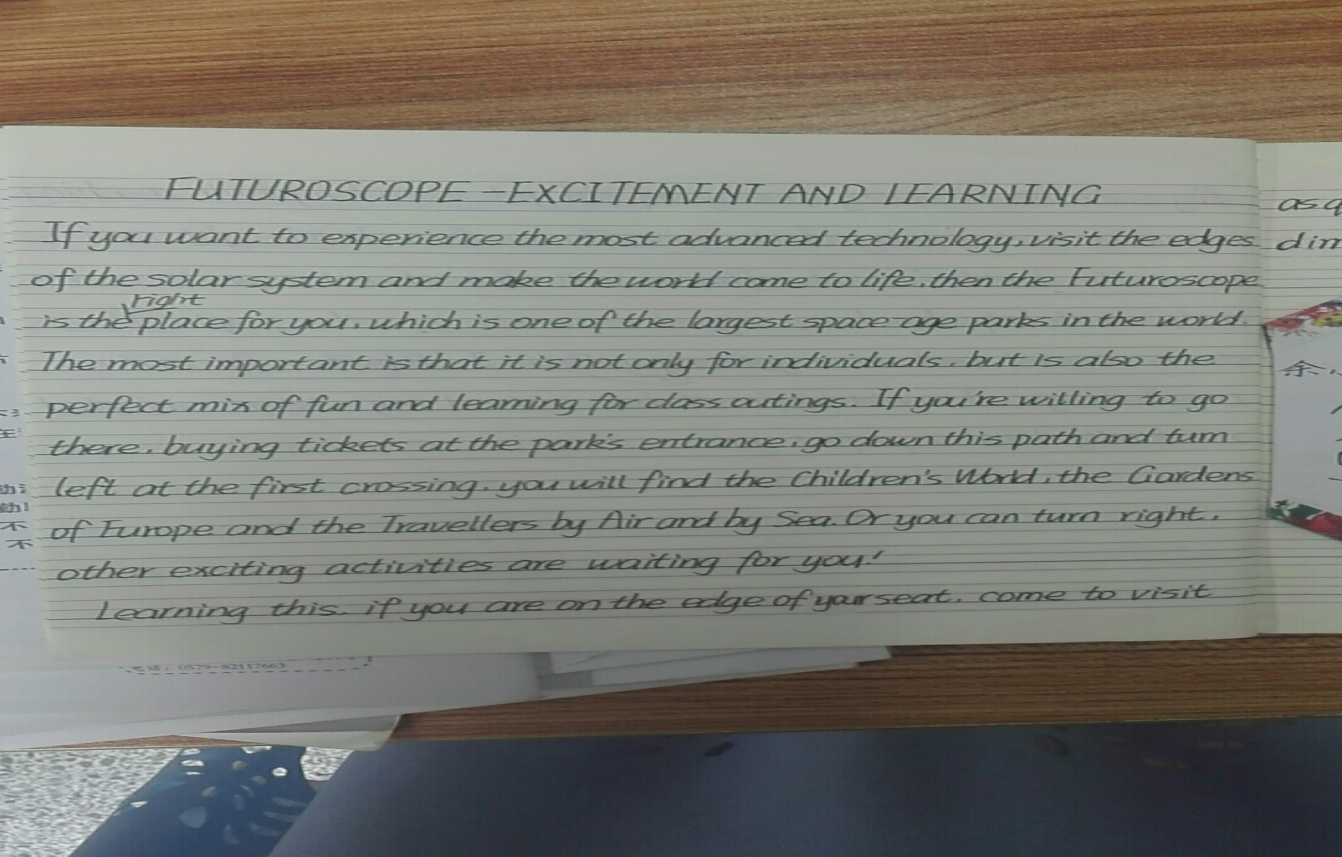 FUTUROSCOPE-EXCITEMENT AND LEARNING
If you want to experience the most advanced technology, visit the edges
of the solar system and make the world come to life, then the Futuroscope
right
is the place for you, which is one of the largest space age parks in the world.
The most important is that it is not only for individuals, but is also the
perfect mix of fun and learning for class outings. If you're willing to go
there, buying tickets at the park's entrance, go down this path and turn
left at the first crossing, you will find the Children's World, the Gardens
of Europe and the Travellers by Air and by Sea. Or you can turn right,
other exciting activities are waiting for you!
Learning this, if you are on the edge of your seat, come to visit
as a
dim
余
0579-82117663